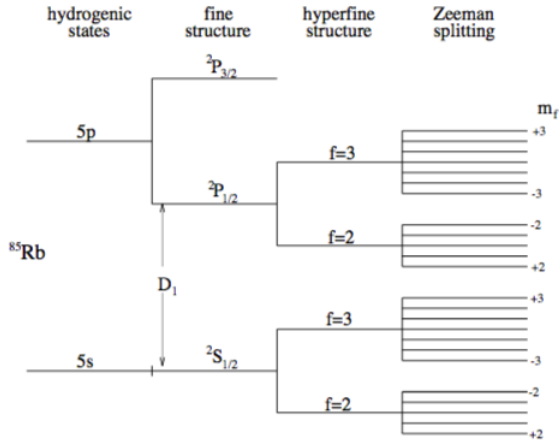 hydrogenic states
fine structure
hyperfine structure
Zeeman splitting
²P₃/₂
m_f
5p
+3
f=3
²P₁/₂
-3
-2
f=2
⁸⁵Rb
+2
D₁
+3
f=3
5s
²S₁/₂
-3
-2
f=2
+2